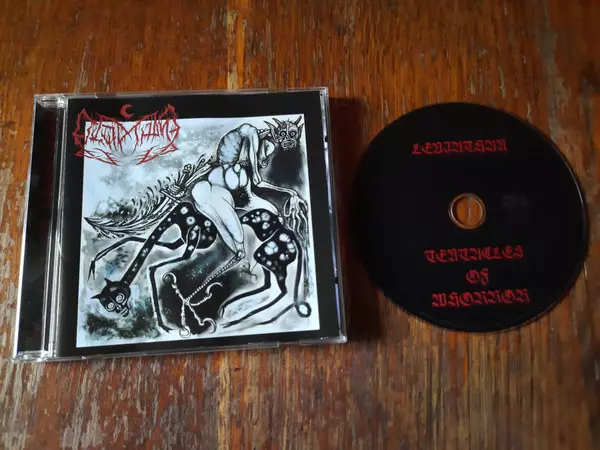 LEVIATHAN
TENTACLES
OF
WHORROR